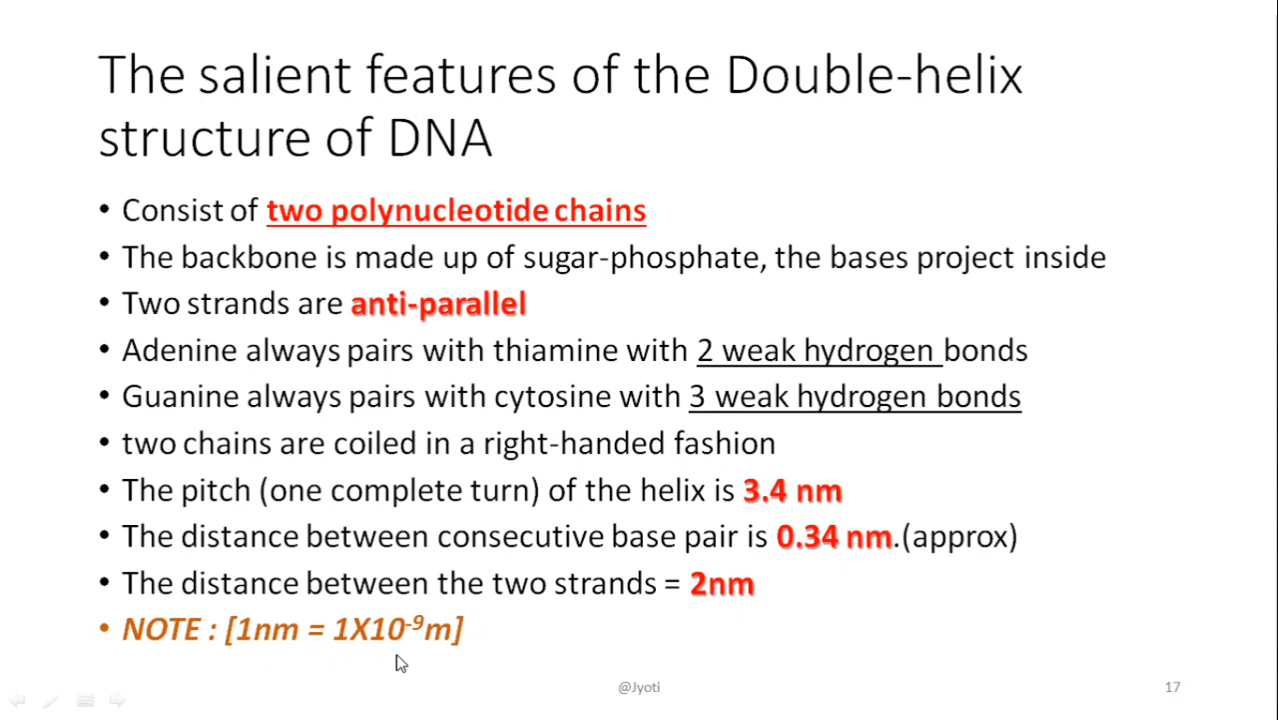 The salient features of the Double-helix
structure of DNA
• Consist of two polynucleotide chains
• The backbone is made up of sugar-phosphate, the bases project inside
• Two strands are anti-parallel
• Adenine always pairs with thiamine with 2 weak hydrogen bonds
• Guanine always pairs with cytosine with 3 weak hydrogen bonds
• two chains are coiled in a right-handed fashion
• The pitch (one complete turn) of the helix is 3.4 nm
• The distance between consecutive base pair is 0.34 nm.(approx)
• The distance between the two strands = 2nm
• NOTE : [1nm = 1X10⁻⁹m]
@Jyoti
17